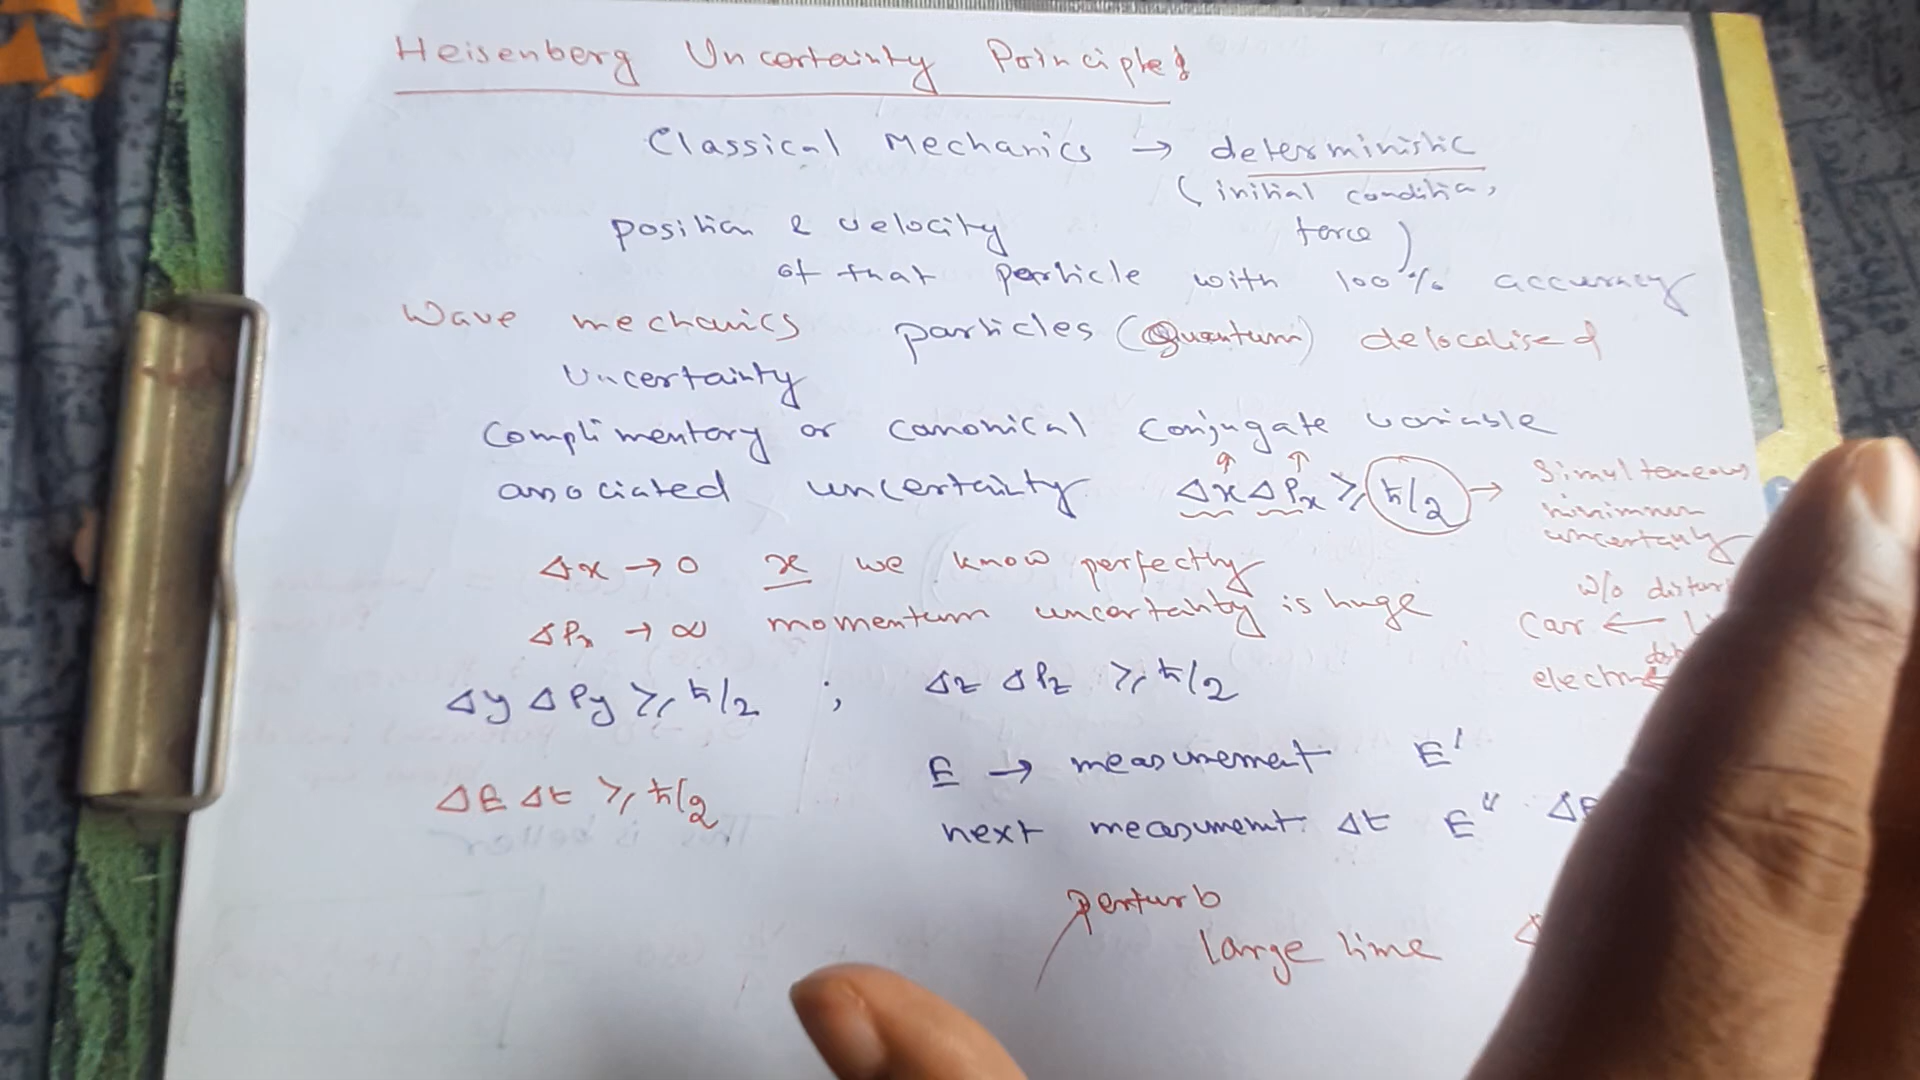 Heisenberg Uncertainty Principle
Classical Mechanics → deterministic
(initial condition,
force)
position & velocity
of that particle with 100% accuracy
Wave mechanics particles (Quantum) delocalised
Uncertainty
Complimentory or canonical conjugate variable
associated uncertainty Δx ΔPx ≥ ħ/2 → Simultaneous
minimum
uncertainty
Δx → 0 x we know perfectly
w/o
ΔPx → ∞ momentum uncertainty is huge
Car ←
Δy ΔPy ≥ ħ/2 ; Δz ΔPz ≥ ħ/2
E → measurement E'
ΔE Δt ≥ ħ/2
next measument Δt E''
perturb
large time